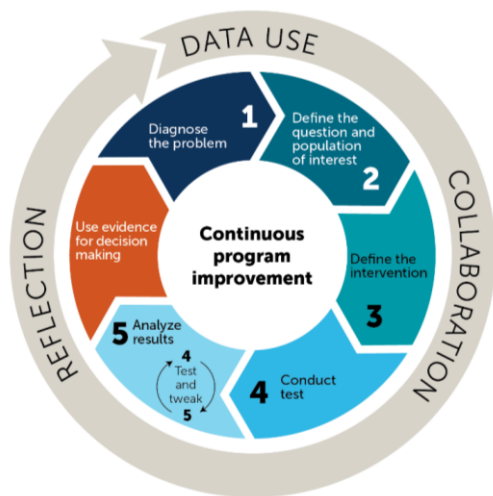 DATA USE
COLLABORATION
REFLECTION
Continuous
program
improvement
1
Diagnose
the problem
Define the
question and
population
of interest
2
Define the
intervention
3
4
Conduct
test
5
Analyze
results
4
Test
and
tweak
5
Use evidence
for decision
making